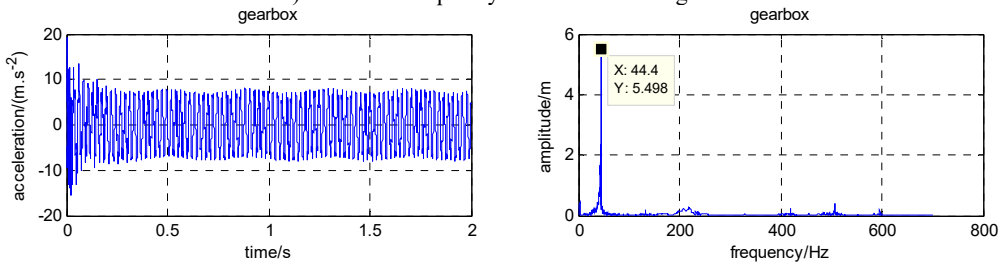 gearbox
20
10
0
-10
-20
acceleration/(m.s-2)
0
0.5
1
1.5
2
time/s
gearbox
6
4
2
0
amplitude/m
X: 44.4
Y: 5.498
0
200
400
600
800
frequency/Hz